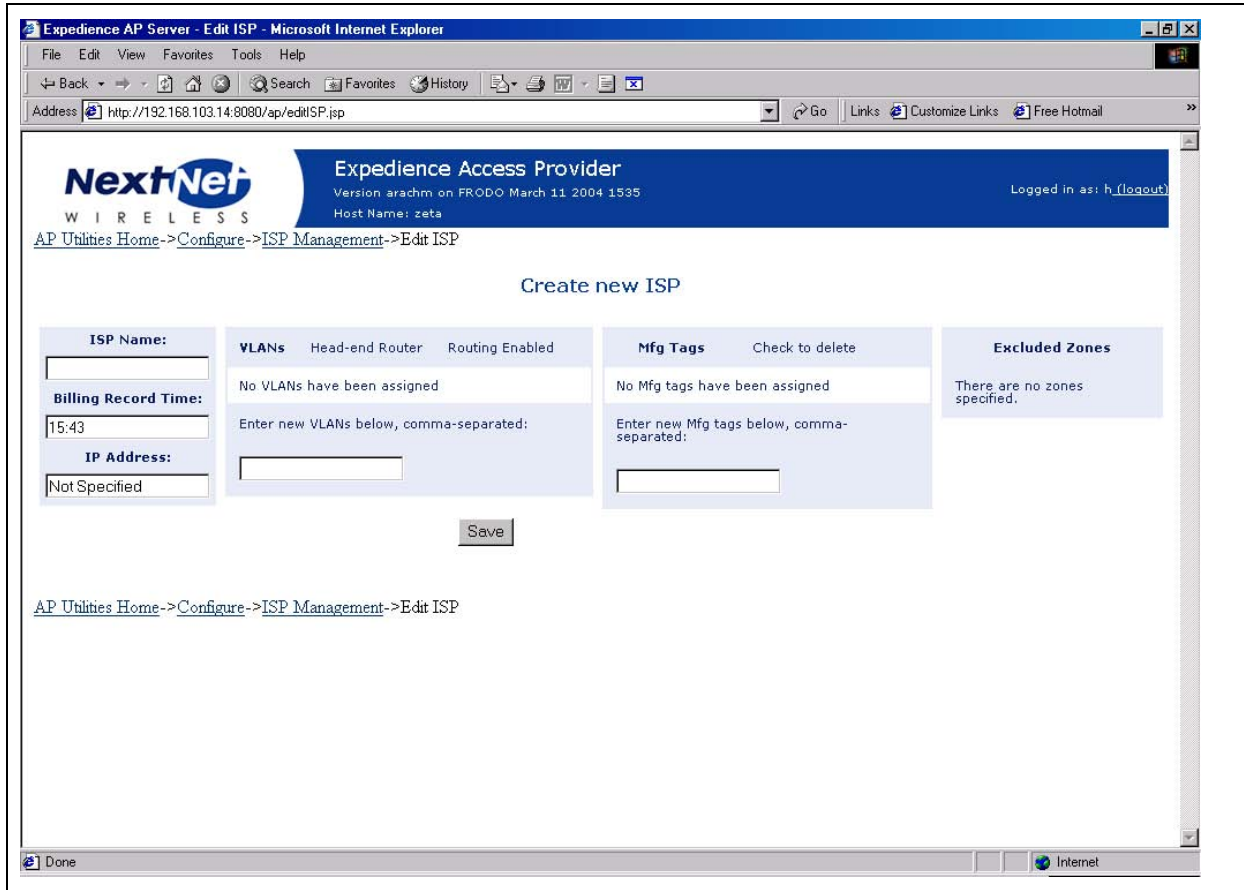 Expedience AP Server - Edit ISP - Microsoft Internet Explorer
File Edit View Favorites Tools Help
Back Search Favorites History
Address http://192.168.103.14:8080/ap/editISP.jsp Go Links Customize Links Free Hotmail »
NextNet
WIRELESS
Expedience Access Provider
Version arachm on FRODO March 11 2004 1535
Host Name: zeta
Logged in as: h (logout)
AP Utilities Home->Configure->ISP Management->Edit ISP
Create new ISP
ISP Name:
Billing Record Time:
15:43
IP Address:
Not Specified
VLANs Head-end Router Routing Enabled
No VLANs have been assigned
Enter new VLANs below, comma-separated:
Mfg Tags Check to delete
No Mfg tags have been assigned
Enter new Mfg tags below, comma-
separated:
Excluded Zones
There are no zones
specified.
Save
AP Utilities Home->Configure->ISP Management->Edit ISP
Done Internet